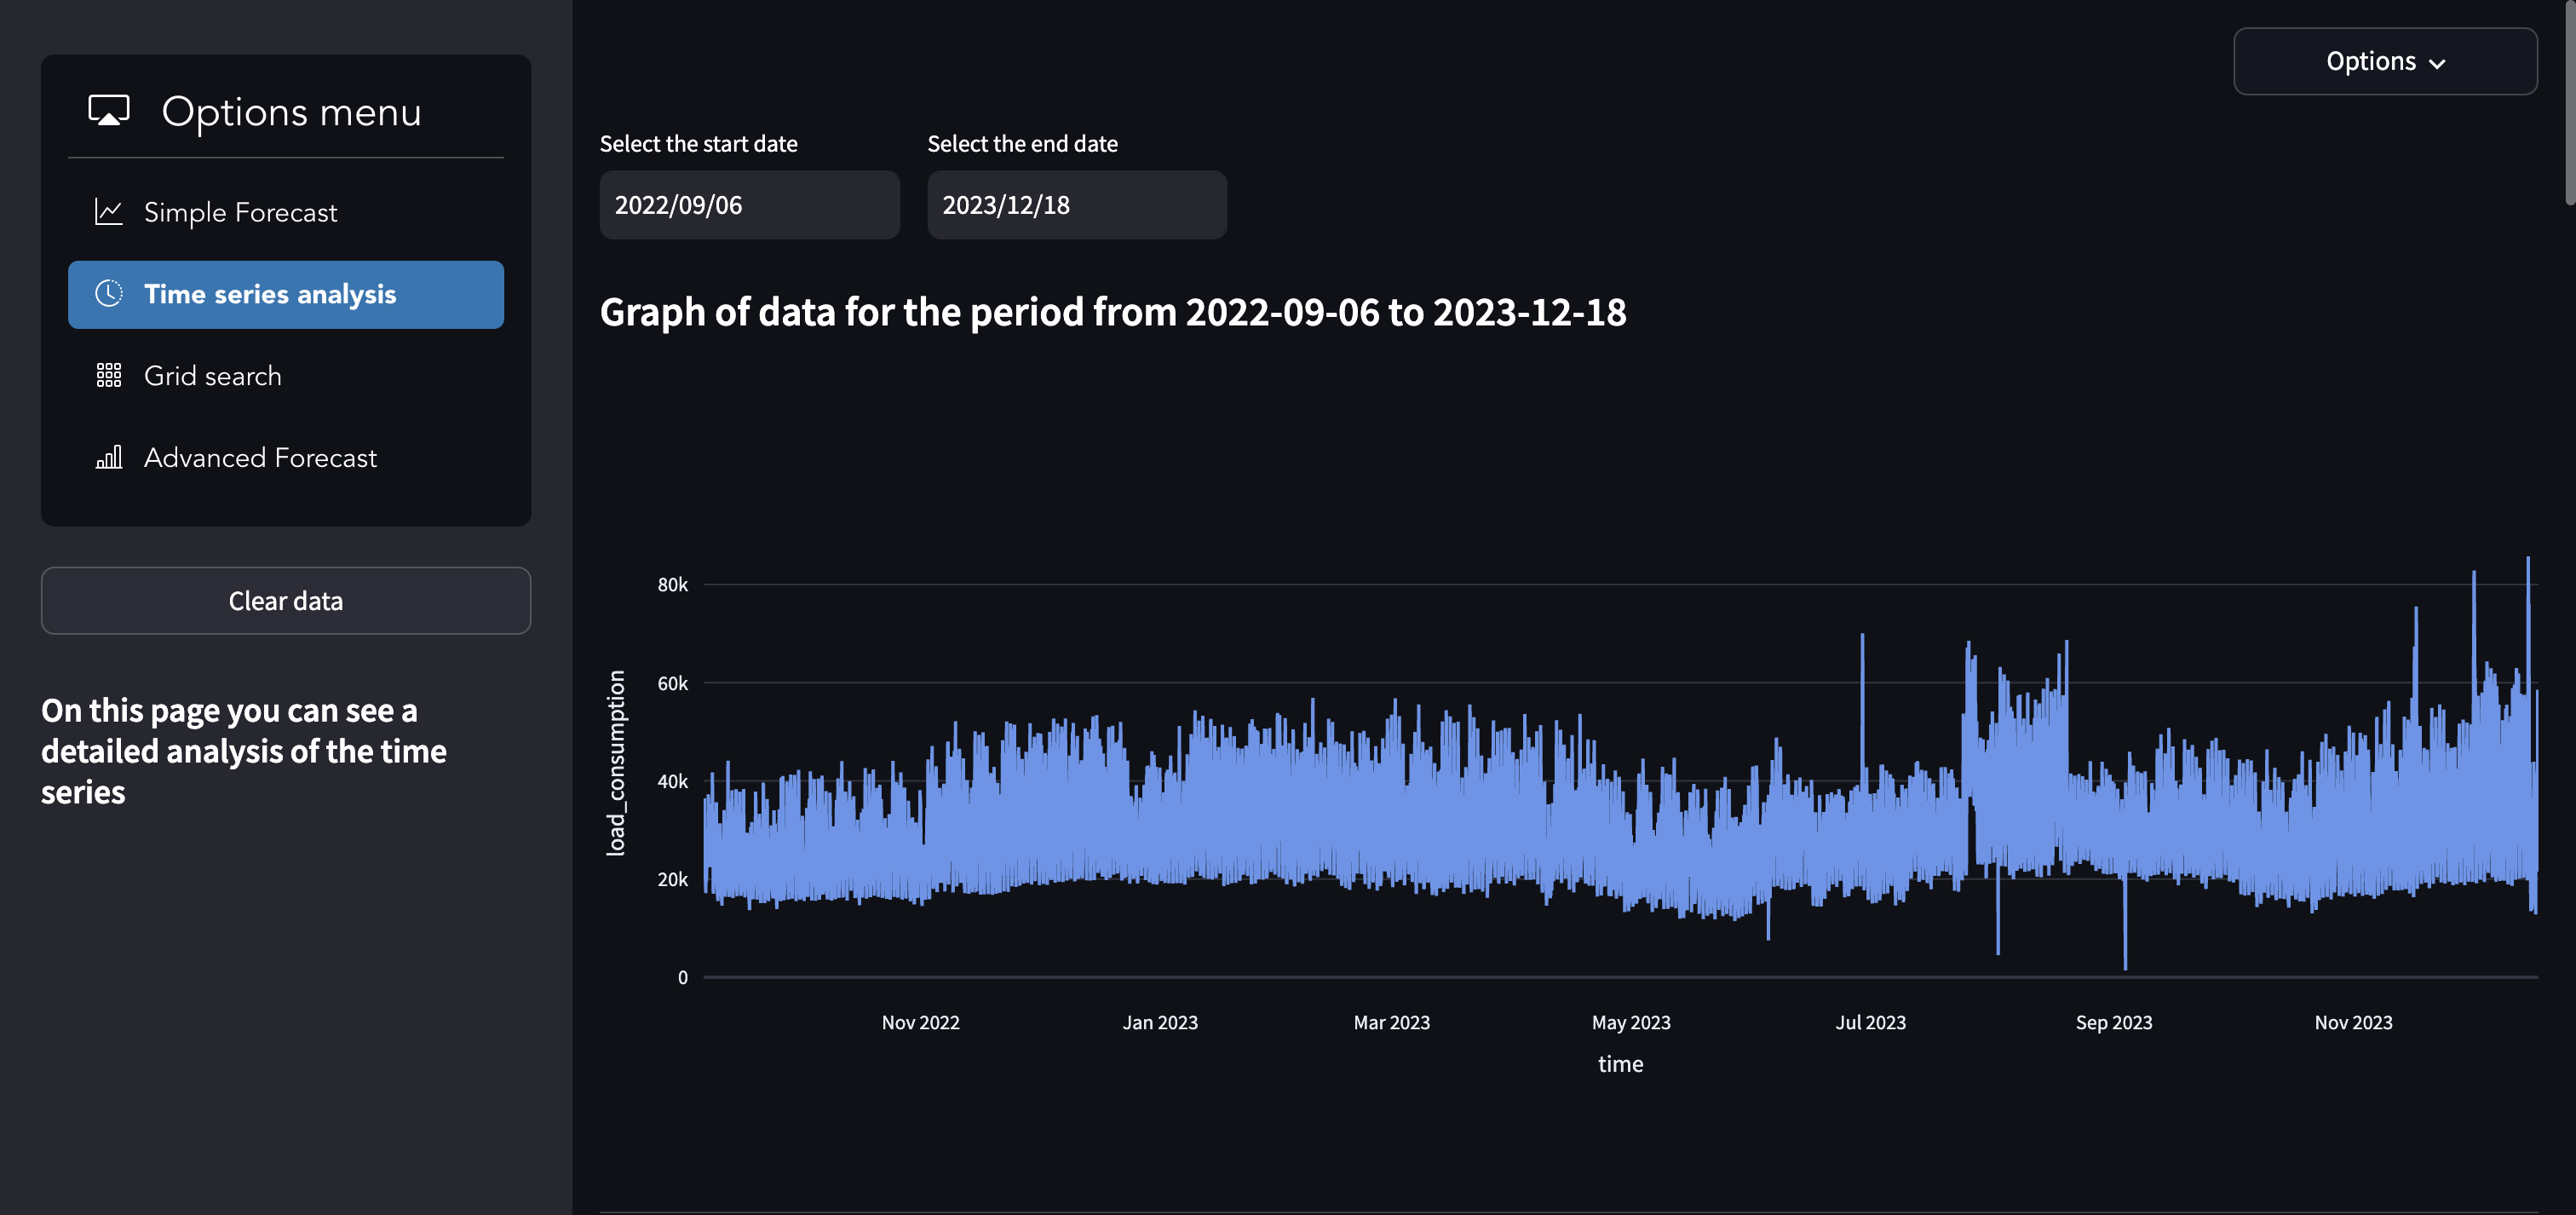 Options menu
Simple Forecast
Time series analysis
Grid search
Advanced Forecast
Clear data
On this page you can see a
detailed analysis of the time
series
Options
Select the start date
Select the end date
2022/09/06
2023/12/18
Graph of data for the period from 2022-09-06 to 2023-12-18
load_consumption
80k
60k
40k
20k
0
Nov 2022
Jan 2023
Mar 2023
May 2023
Jul 2023
Sep 2023
Nov 2023
time